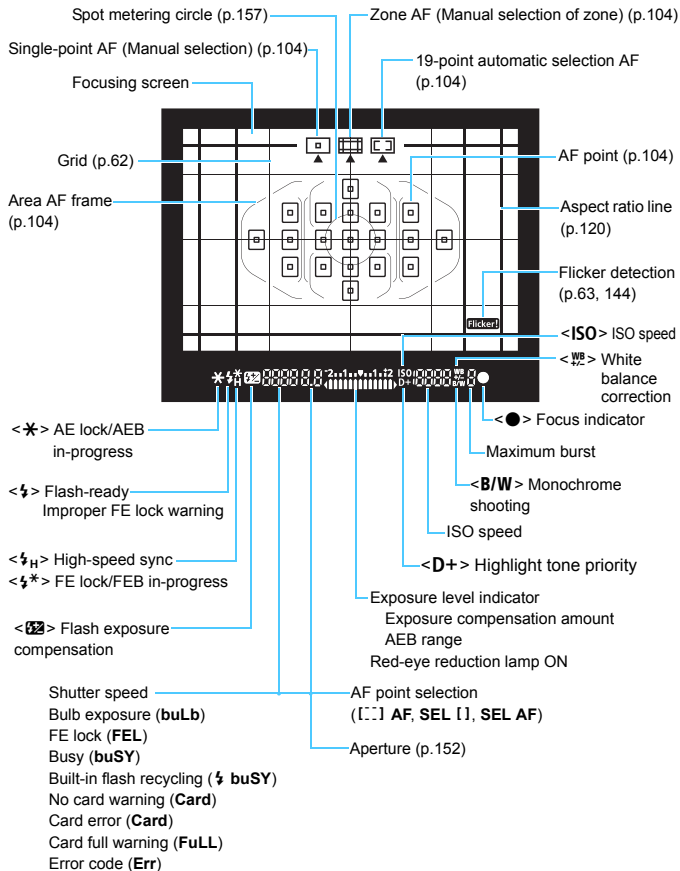 Spot metering circle (p.157)
Zone AF (Manual selection of zone) (p.104)
Single-point AF (Manual selection) (p.104)
19-point automatic selection AF
(p.104)
Focusing screen
Grid (p.62)
AF point (p.104)
Area AF frame
(p.104)
Aspect ratio line
(p.120)
Flicker detection
(p.63, 144)
Flicker!
<ISO> ISO speed
<WB+/-> White
balance
correction
-2..1..▼..1.:2 ISO D+ WB +/- B/W
<●> Focus indicator
<✱> AE lock/AEB
in-progress
Maximum burst
<⚡> Flash-ready
Improper FE lock warning
<B/W> Monochrome
shooting
ISO speed
<⚡H> High-speed sync
<⚡✱> FE lock/FEB in-progress
<D+> Highlight tone priority
Exposure level indicator
Exposure compensation amount
AEB range
Red-eye reduction lamp ON
<⚡±> Flash exposure
compensation
Shutter speed
Bulb exposure (buLb)
FE lock (FEL)
Busy (buSY)
Built-in flash recycling (⚡ buSY)
No card warning (Card)
Card error (Card)
Card full warning (FuLL)
Error code (Err)
AF point selection
([ ] AF, SEL [], SEL AF)
Aperture (p.152)